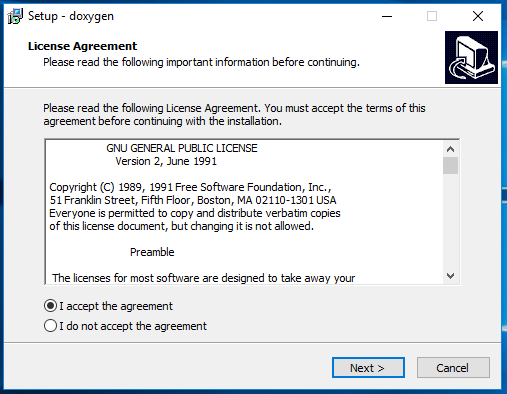 Setup - doxygen
License Agreement
Please read the following important information before continuing.
Please read the following License Agreement. You must accept the terms of this
agreement before continuing with the installation.
GNU GENERAL PUBLIC LICENSE
Version 2, June 1991
Copyright (C) 1989, 1991 Free Software Foundation, Inc.,
51 Franklin Street, Fifth Floor, Boston, MA 02110-1301 USA
Everyone is permitted to copy and distribute verbatim copies
of this license document, but changing it is not allowed.
Preamble
The licenses for most software are designed to take away your
I accept the agreement
I do not accept the agreement
Next >
Cancel